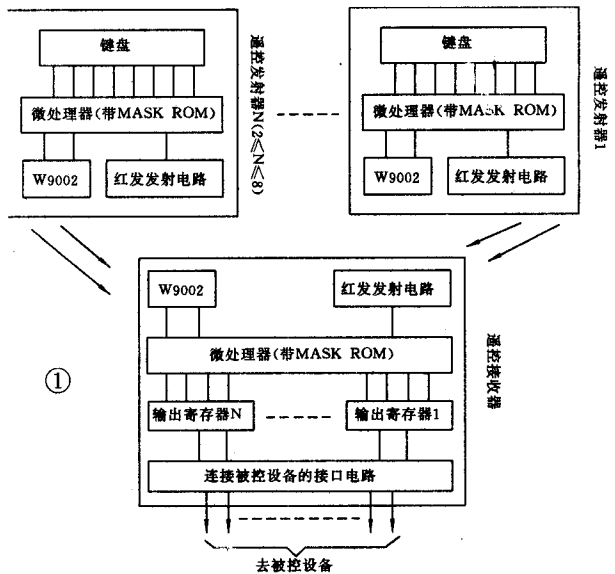 键盘
微处理器(带MASK ROM)
W9002
红发发射电路
遥控发射器N(2≤N≤8)
键盘
微处理器(带MASK ROM)
W9002
红发发射电路
遥控发射器1
W9002
红发发射电路
微处理器(带MASK ROM)
输出寄存器N
输出寄存器1
连接被控设备的接口电路
遥控接收器
①
去被控设备